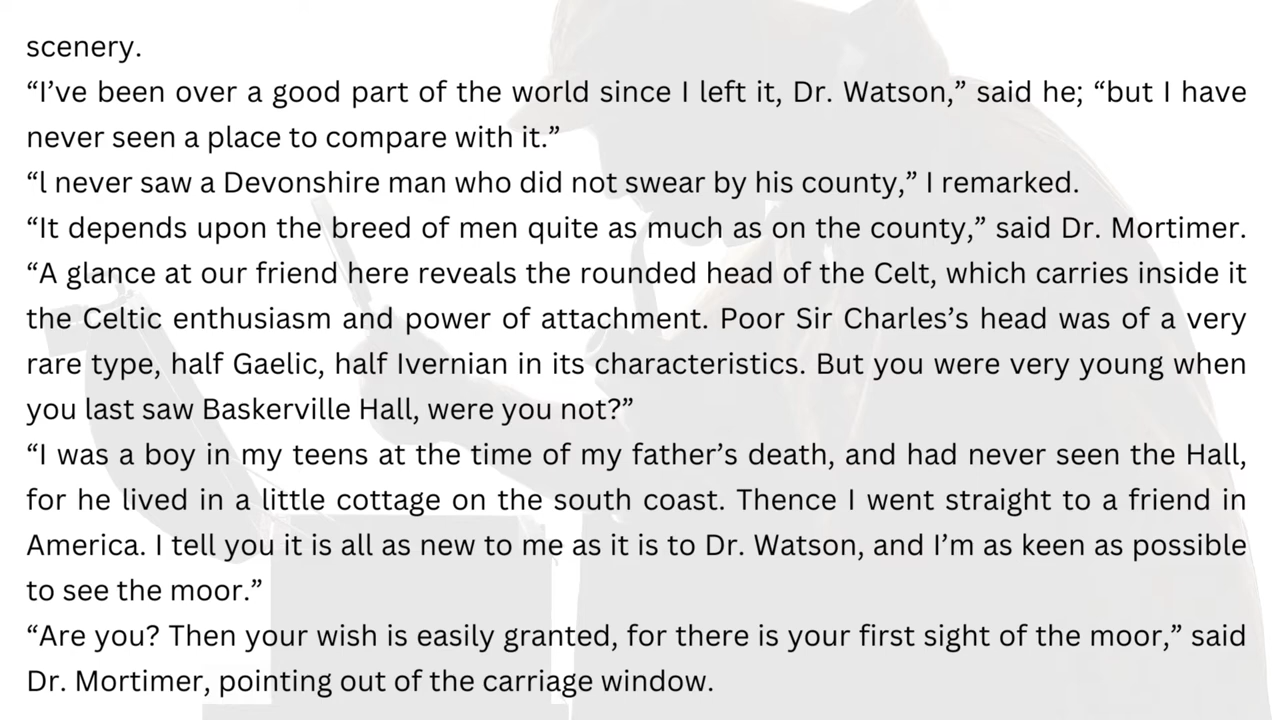 scenery.
“I’ve been over a good part of the world since I left it, Dr. Watson,” said he; “but I have
never seen a place to compare with it.”
“l never saw a Devonshire man who did not swear by his county,” I remarked.
“It depends upon the breed of men quite as much as on the county,” said Dr. Mortimer.
“A glance at our friend here reveals the rounded head of the Celt, which carries inside it
the Celtic enthusiasm and power of attachment. Poor Sir Charles’s head was of a very
rare type, half Gaelic, half Ivernian in its characteristics. But you were very young when
you last saw Baskerville Hall, were you not?”
“I was a boy in my teens at the time of my father’s death, and had never seen the Hall,
for he lived in a little cottage on the south coast. Thence I went straight to a friend in
America. I tell you it is all as new to me as it is to Dr. Watson, and I’m as keen as possible
to see the moor.”
“Are you? Then your wish is easily granted, for there is your first sight of the moor,” said
Dr. Mortimer, pointing out of the carriage window.